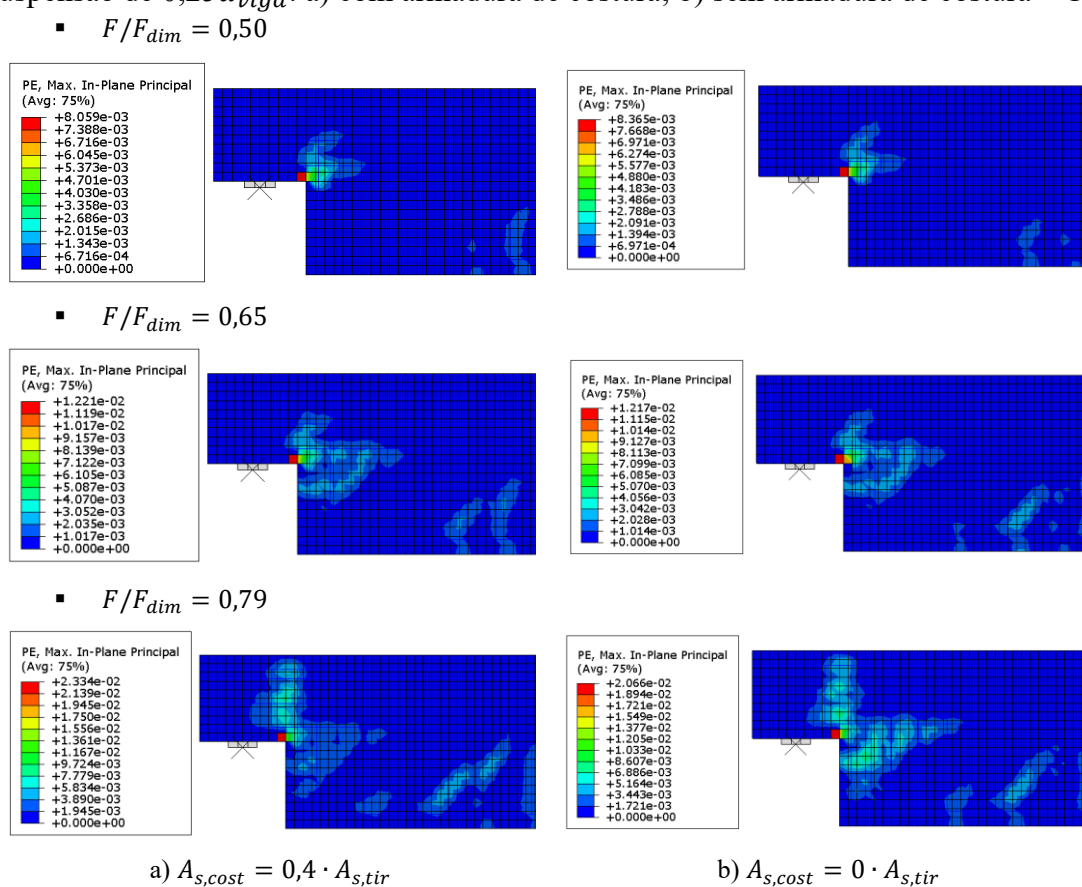 0,25 d_viga: a) com armadura de costura; b) sem armadura de costura
▪ F/F_dim = 0,50
PE, Max. In-Plane Principal
(Avg: 75%)
+8.059e-03
+7.388e-03
+6.716e-03
+6.045e-03
+5.373e-03
+4.701e-03
+4.030e-03
+3.358e-03
+2.686e-03
+2.015e-03
+1.343e-03
+6.716e-04
+0.000e+00
PE, Max. In-Plane Principal
(Avg: 75%)
+8.365e-03
+7.668e-03
+6.971e-03
+6.274e-03
+5.577e-03
+4.880e-03
+4.183e-03
+3.486e-03
+2.788e-03
+2.091e-03
+1.394e-03
+6.971e-04
+0.000e+00
▪ F/F_dim = 0,65
PE, Max. In-Plane Principal
(Avg: 75%)
+1.221e-02
+1.119e-02
+1.017e-02
+9.157e-03
+8.139e-03
+7.122e-03
+6.105e-03
+5.087e-03
+4.070e-03
+3.052e-03
+2.035e-03
+1.017e-03
+0.000e+00
PE, Max. In-Plane Principal
(Avg: 75%)
+1.217e-02
+1.115e-02
+1.014e-02
+9.127e-03
+8.113e-03
+7.099e-03
+6.085e-03
+5.070e-03
+4.056e-03
+3.042e-03
+2.028e-03
+1.014e-03
+0.000e+00
▪ F/F_dim = 0,79
PE, Max. In-Plane Principal
(Avg: 75%)
+2.334e-02
+2.139e-02
+1.945e-02
+1.750e-02
+1.556e-02
+1.361e-02
+1.167e-02
+9.724e-03
+7.779e-03
+5.834e-03
+3.890e-03
+1.945e-03
+0.000e+00
PE, Max. In-Plane Principal
(Avg: 75%)
+2.066e-02
+1.894e-02
+1.721e-02
+1.549e-02
+1.377e-02
+1.205e-02
+1.033e-02
+8.607e-03
+6.886e-03
+5.164e-03
+3.443e-03
+1.721e-03
+0.000e+00
a) A_s,cost = 0,4 · A_s,tir
b) A_s,cost = 0 · A_s,tir